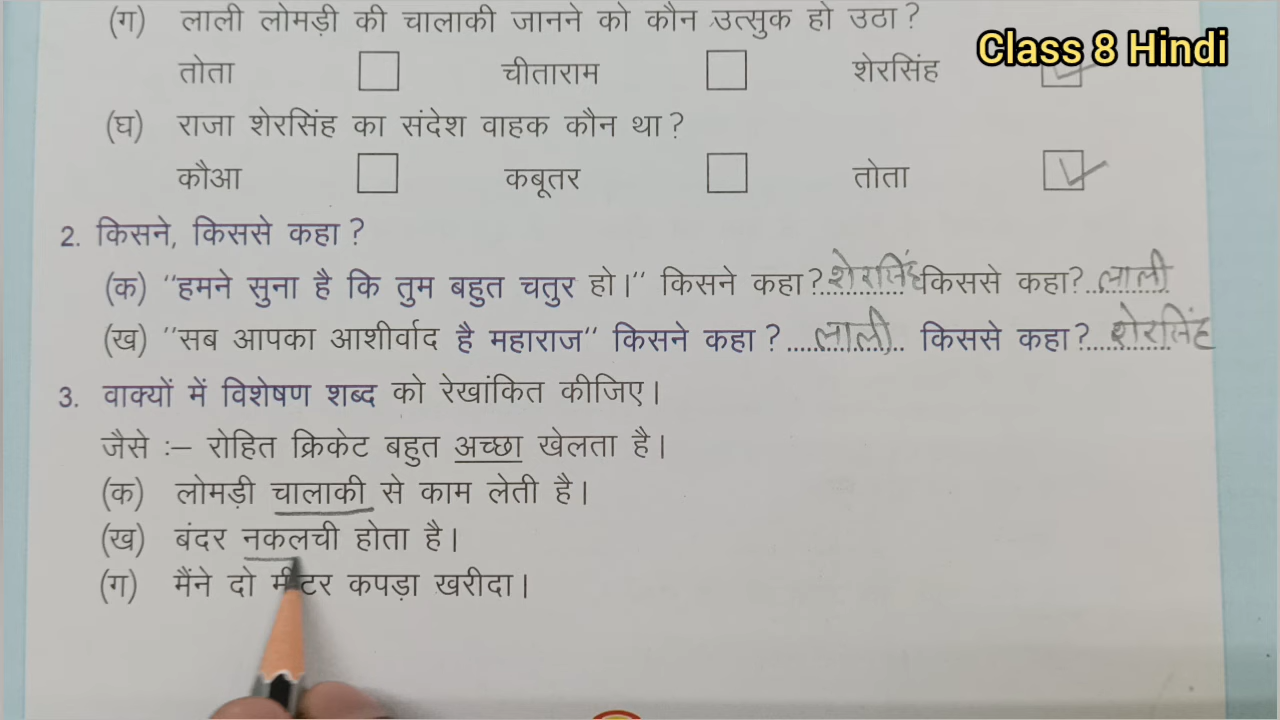 (ग) लाली लोमड़ी की चालाकी जानने को कौन उत्सुक हो उठा?
Class 8 Hindi
तोता चीताराम शेरसिंह
(घ) राजा शेरसिंह का संदेश वाहक कौन था?
कौआ कबूतर तोता
2. किसने, किससे कहा?
(क) "हमने सुना है कि तुम बहुत चतुर हो।" किसने कहा? शेरसिंह किससे कहा? लाली
(ख) "सब आपका आशीर्वाद है महाराज" किसने कहा? लाली किससे कहा? शेरसिंह
3. वाक्यों में विशेषण शब्द को रेखांकित कीजिए।
जैसे :– रोहित क्रिकेट बहुत अच्छा खेलता है।
(क) लोमड़ी चालाकी से काम लेती है।
(ख) बंदर नकलची होता है।
(ग) मैंने दो मीटर कपड़ा खरीदा।